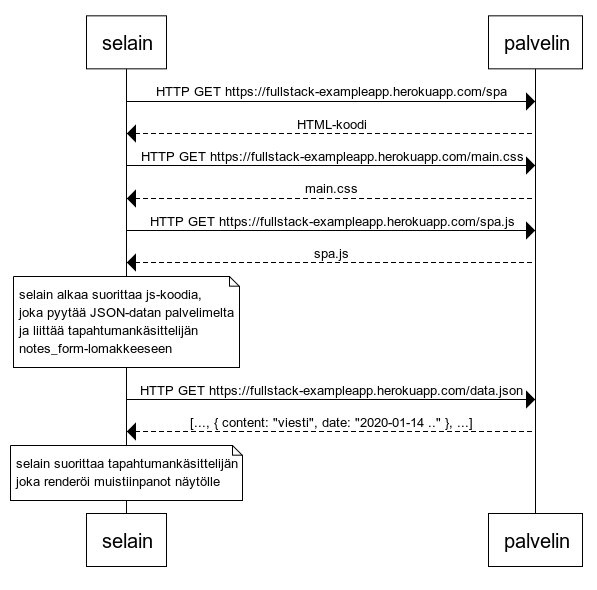 selain
palvelin
HTTP GET https://fullstack-exampleapp.herokuapp.com/spa
HTML-koodi
HTTP GET https://fullstack-exampleapp.herokuapp.com/main.css
main.css
HTTP GET https://fullstack-exampleapp.herokuapp.com/spa.js
spa.js
selain alkaa suorittaa js-koodia,
joka pyytää JSON-datan palvelimelta
ja liittää tapahtumankäsittelijän
notes_form-lomakkeeseen
HTTP GET https://fullstack-exampleapp.herokuapp.com/data.json
[..., { content: "viesti", date: "2020-01-14 .." }, ...]
selain suorittaa tapahtumankäsittelijän
joka renderöi muistiinpanot näytölle
selain
palvelin